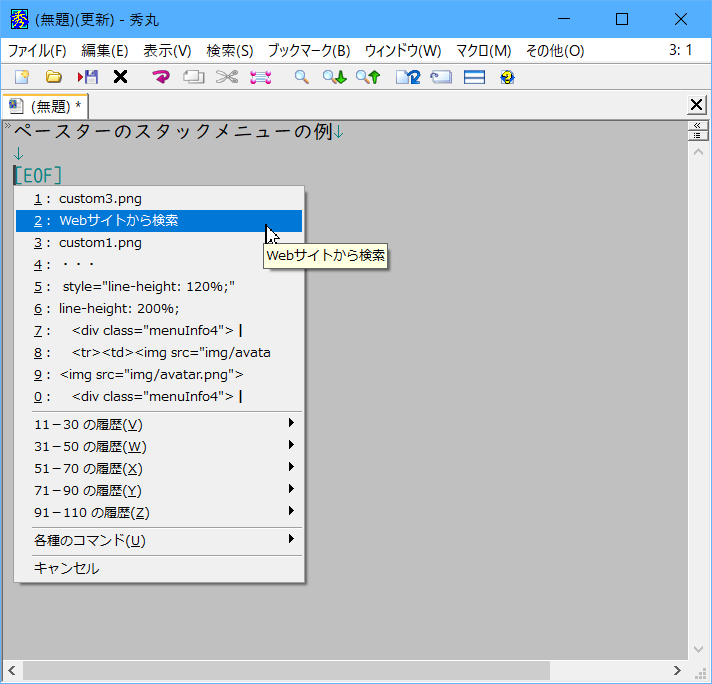 (無題)(更新) - 秀丸
ファイル(F) 編集(E) 表示(V) 検索(S) ブックマーク(B) ウィンドウ(W) マクロ(M) その他(O) 3: 1
(無題) *
ペースターのスタックメニューの例↓
↓
[EOF]
1 : custom3.png
2 : Webサイトから検索
3 : custom1.png
Webサイトから検索
4 : ・・・
5 : style="line-height: 120%;"
6 : line-height: 200%;
7 : <div class="menuInfo4"> |
8 : <tr><td><img src="img/avata
9 : <img src="img/avatar.png">
0 : <div class="menuInfo4"> |
11－30 の履歴(V)
31－50 の履歴(W)
51－70 の履歴(X)
71－90 の履歴(Y)
91－110 の履歴(Z)
各種のコマンド(U)
キャンセル